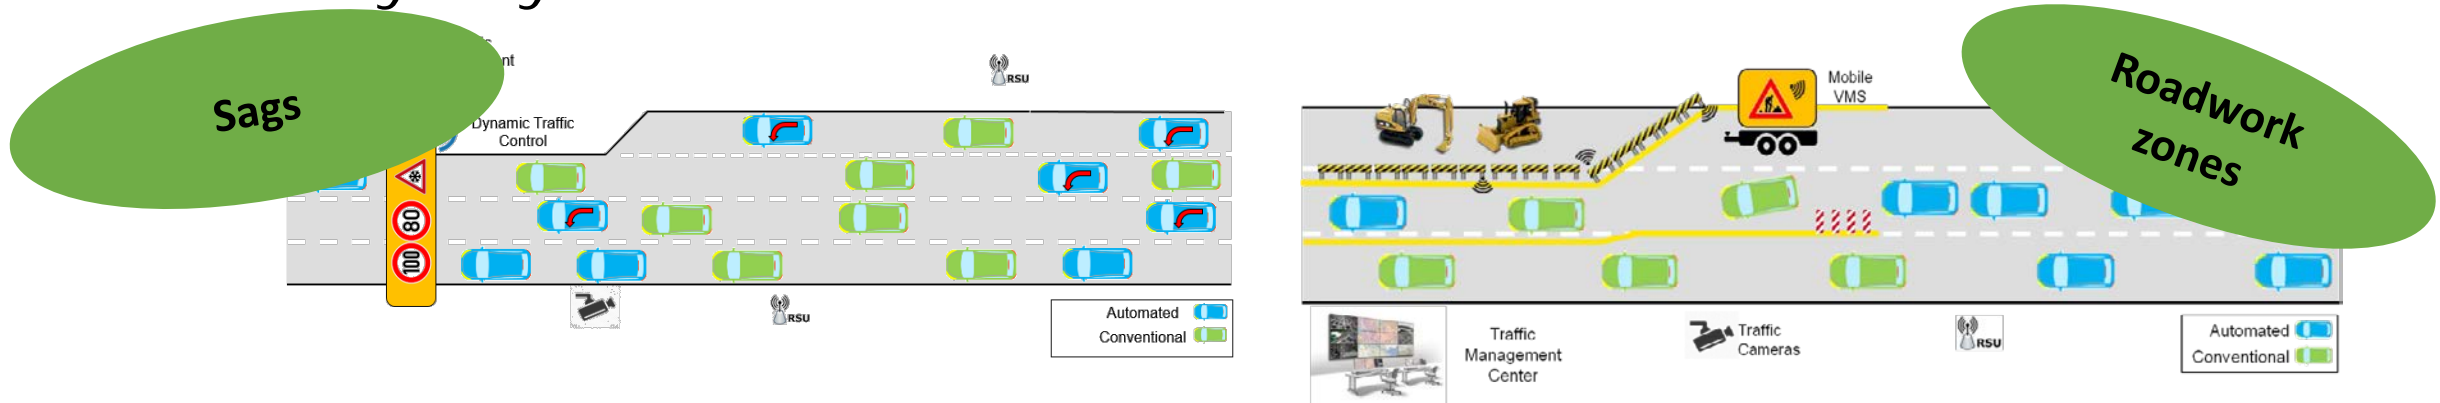 Sags
nt
RSU
Dynamic Traffic
Control
80
100
RSU
Automated
Conventional
Roadwork
zones
Mobile
VMS
Traffic
Management
Center
Traffic
Cameras
RSU
Automated
Conventional